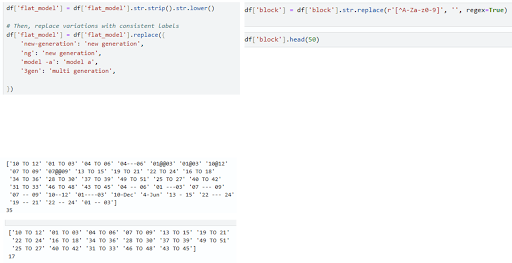 df['flat_model'] = df['flat_model'].str.strip().str.lower()
# Then, replace variations with consistent labels
df['flat_model'] = df['flat_model'].replace({
'new-generation': 'new generation',
'ng': 'new generation',
'model -a': 'model a',
'3gen': 'multi generation',
})
df['block'] = df['block'].str.replace(r'[^A-Za-z0-9]', '', regex=True)
df['block'].head(50)
['10 TO 12' '01 TO 03' '04 TO 06' '04---06' '01@@03' '01@03' '10@12'
'07 TO 09' '07@@09' '13 TO 15' '19 TO 21' '22 TO 24' '16 TO 18'
'34 TO 36' '28 TO 30' '37 TO 39' '49 TO 51' '25 TO 27' '40 TO 42'
'31 TO 33' '46 TO 48' '43 TO 45' '04 -- 06' '01 ---03' '07 --- 09'
'07 -- 09' '10--12' '01----03' '10-Dec' '4-Jun' '13 - 15' '22 --- 24'
'19 -- 21' '22 -- 24' '01 -- 03']
35
['10 TO 12' '01 TO 03' '04 TO 06' '07 TO 09' '13 TO 15' '19 TO 21'
'22 TO 24' '16 TO 18' '34 TO 36' '28 TO 30' '37 TO 39' '49 TO 51'
'25 TO 27' '40 TO 42' '31 TO 33' '46 TO 48' '43 TO 45']
17